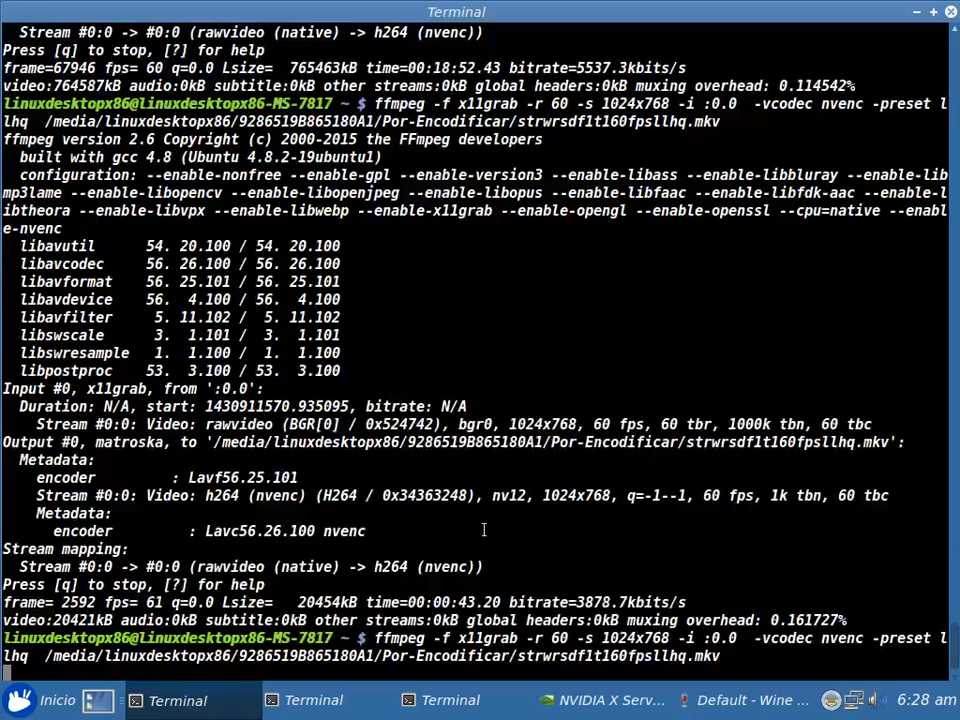 Terminal
Stream #0:0 -> #0:0 (rawvideo (native) -> h264 (nvenc))
Press [q] to stop, [?] for help
frame=67946 fps= 60 q=0.0 Lsize=  765463kB time=00:18:52.43 bitrate=5537.3kbits/s
video:764587kB audio:0kB subtitle:0kB other streams:0kB global headers:0kB muxing overhead: 0.114542%
linuxdesktopx86@linuxdesktopx86-MS-7817 ~ $ ffmpeg -f x11grab -r 60 -s 1024x768 -i :0.0  -vcodec nvenc -preset l
lhq  /media/linuxdesktopx86/9286519B865180A1/Por-Encodificar/strwrsdf1t160fpsllhq.mkv
ffmpeg version 2.6 Copyright (c) 2000-2015 the FFmpeg developers
built with gcc 4.8 (Ubuntu 4.8.2-19ubuntu1)
configuration: --enable-nonfree --enable-gpl --enable-version3 --enable-libass --enable-libbluray --enable-lib
mp3lame --enable-libopencv --enable-libopenjpeg --enable-libopus --enable-libfaac --enable-libfdk-aac --enable-l
ibtheora --enable-libvpx --enable-libwebp --enable-x11grab --enable-opengl --enable-openssl --cpu=native --enabl
e-nvenc
libavutil      54. 20.100 / 54. 20.100
libavcodec     56. 26.100 / 56. 26.100
libavformat    56. 25.101 / 56. 25.101
libavdevice    56.  4.100 / 56.  4.100
libavfilter     5. 11.102 /  5. 11.102
libswscale      3.  1.101 /  3.  1.101
libswresample   1.  1.100 /  1.  1.100
libpostproc    53.  3.100 / 53.  3.100
Input #0, x11grab, from ':0.0':
Duration: N/A, start: 1430911570.935095, bitrate: N/A
Stream #0:0: Video: rawvideo (BGR[0] / 0x524742), bgr0, 1024x768, 60 fps, 60 tbr, 1000k tbn, 60 tbc
Output #0, matroska, to '/media/linuxdesktopx86/9286519B865180A1/Por-Encodificar/strwrsdf1t160fpsllhq.mkv':
Metadata:
encoder         : Lavf56.25.101
Stream #0:0: Video: h264 (nvenc) (H264 / 0x34363248), nv12, 1024x768, q=-1--1, 60 fps, 1k tbn, 60 tbc
Metadata:
encoder         : Lavc56.26.100 nvenc
Stream mapping:
Stream #0:0 -> #0:0 (rawvideo (native) -> h264 (nvenc))
Press [q] to stop, [?] for help
frame= 2592 fps= 61 q=0.0 Lsize=   20454kB time=00:00:43.20 bitrate=3878.7kbits/s
video:20421kB audio:0kB subtitle:0kB other streams:0kB global headers:0kB muxing overhead: 0.161727%
linuxdesktopx86@linuxdesktopx86-MS-7817 ~ $ ffmpeg -f x11grab -r 60 -s 1024x768 -i :0.0  -vcodec nvenc -preset l
lhq  /media/linuxdesktopx86/9286519B865180A1/Por-Encodificar/strwrsdf1t160fpsllhq.mkv
Inicio Terminal Terminal Terminal NVIDIA X Serv... Default - Wine ... 6:28 am